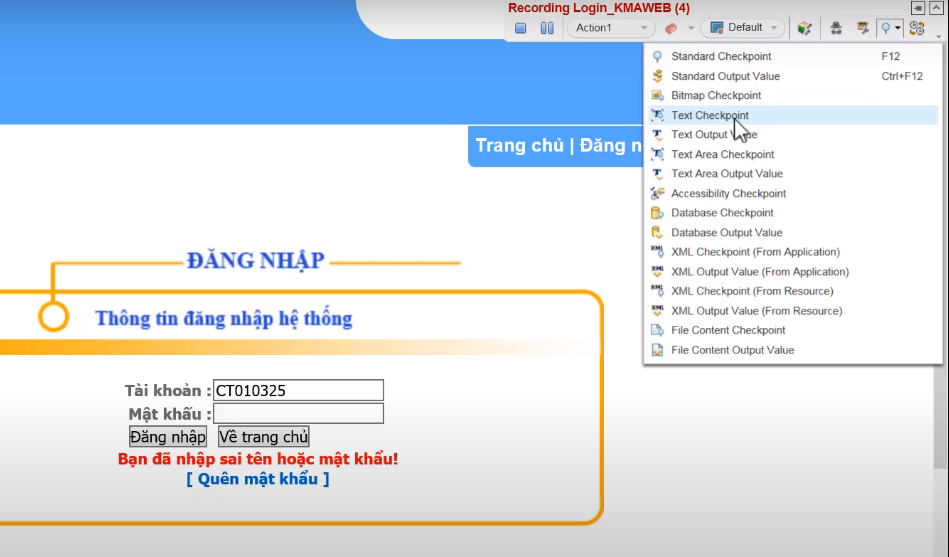 Recording Login_KMAWEB (4)
Action1
Default
Standard Checkpoint F12
Standard Output Value Ctrl+F12
Bitmap Checkpoint
Text Checkpoint
Text Output Value
Text Area Checkpoint
Text Area Output Value
Accessibility Checkpoint
Database Checkpoint
Database Output Value
XML Checkpoint (From Application)
XML Output Value (From Application)
XML Checkpoint (From Resource)
XML Output Value (From Resource)
File Content Checkpoint
File Content Output Value
Trang chủ | Đăng n
ĐĂNG NHẬP
Thông tin đăng nhập hệ thống
Tài khoản : CT010325
Mật khẩu :
Đăng nhập Về trang chủ
Bạn đã nhập sai tên hoặc mật khẩu!
[ Quên mật khẩu ]